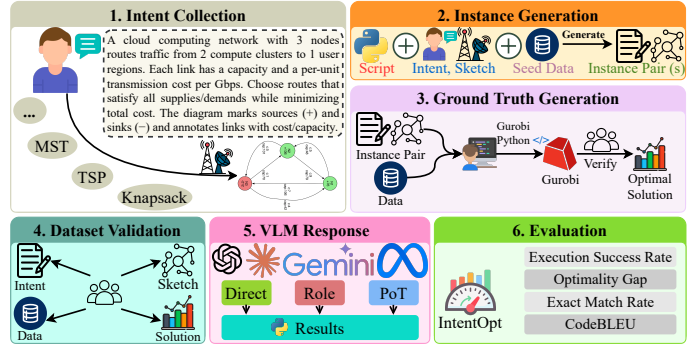 1. Intent Collection
A cloud computing network with 3 nodes
routes traffic from 2 compute clusters to 1 user
regions. Each link has a capacity and a per-unit
transmission cost per Gbps. Choose routes that
satisfy all supplies/demands while minimizing
total cost. The diagram marks sources (+) and
sinks (−) and annotates links with cost/capacity.
...
MST
TSP
Knapsack
2. Instance Generation
Generate
Script
Intent, Sketch
Seed Data
Instance Pair (s)
3. Ground Truth Generation
Instance Pair
Data
Gurobi
Python </>
Gurobi
Verify
Optimal
Solution
4. Dataset Validation
Intent
Sketch
Data
Solution
5. VLM Response
Gemini
Direct
Role
PoT
Results
6. Evaluation
IntentOpt
Execution Success Rate
Optimality Gap
Exact Match Rate
CodeBLEU